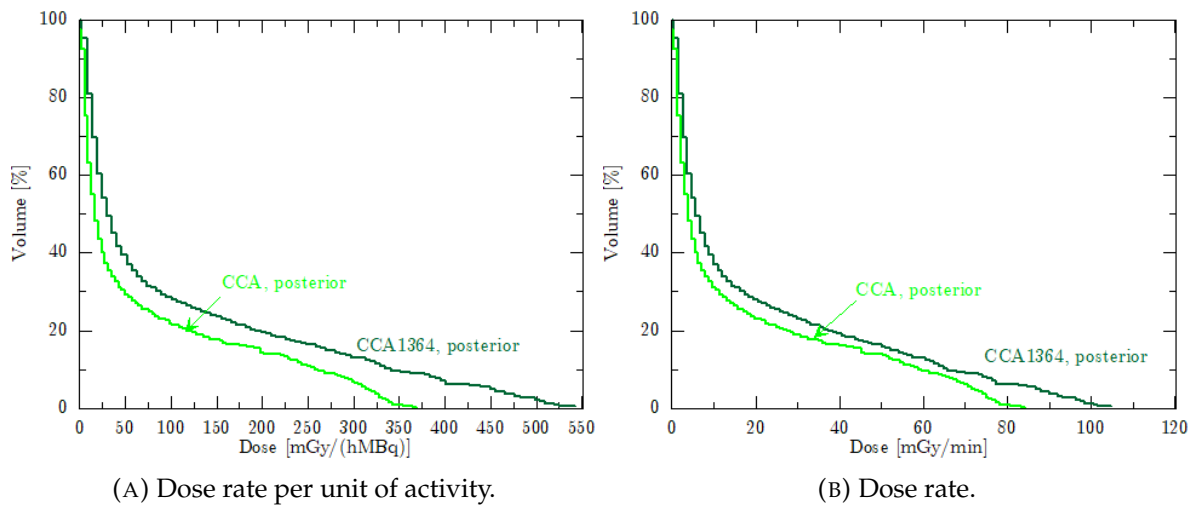 100
80
60
40
20
0
Volume [%]
CCA, posterior
CCA1364, posterior
0 50 100 150 200 250 300 350 400 450 500 550
Dose [mGy/(hMBq)]
(A) Dose rate per unit of activity.
100
80
60
40
20
0
Volume [%]
CCA, posterior
CCA1364, posterior
0 20 40 60 80 100 120
Dose [mGy/min]
(B) Dose rate.